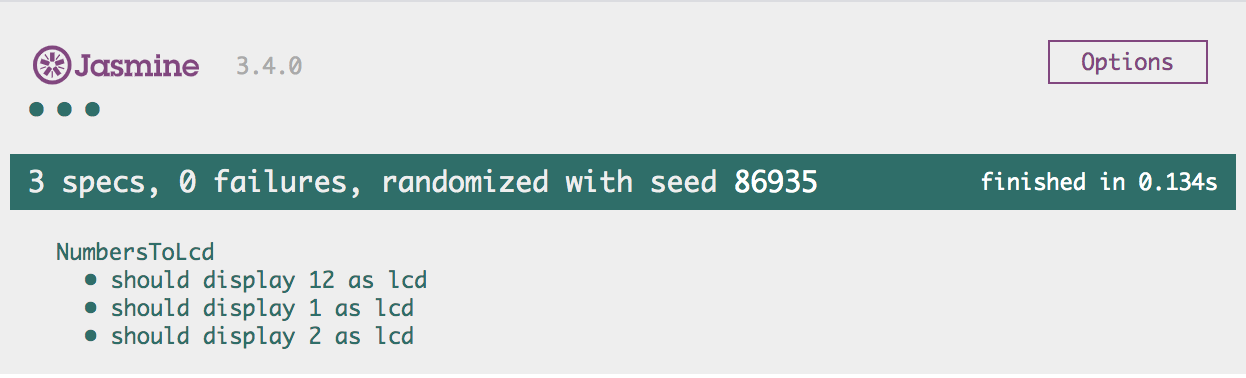 Jasmine 3.4.0 Options
3 specs, 0 failures, randomized with seed 86935 finished in 0.134s
NumbersToLcd
• should display 12 as lcd
• should display 1 as lcd
• should display 2 as lcd